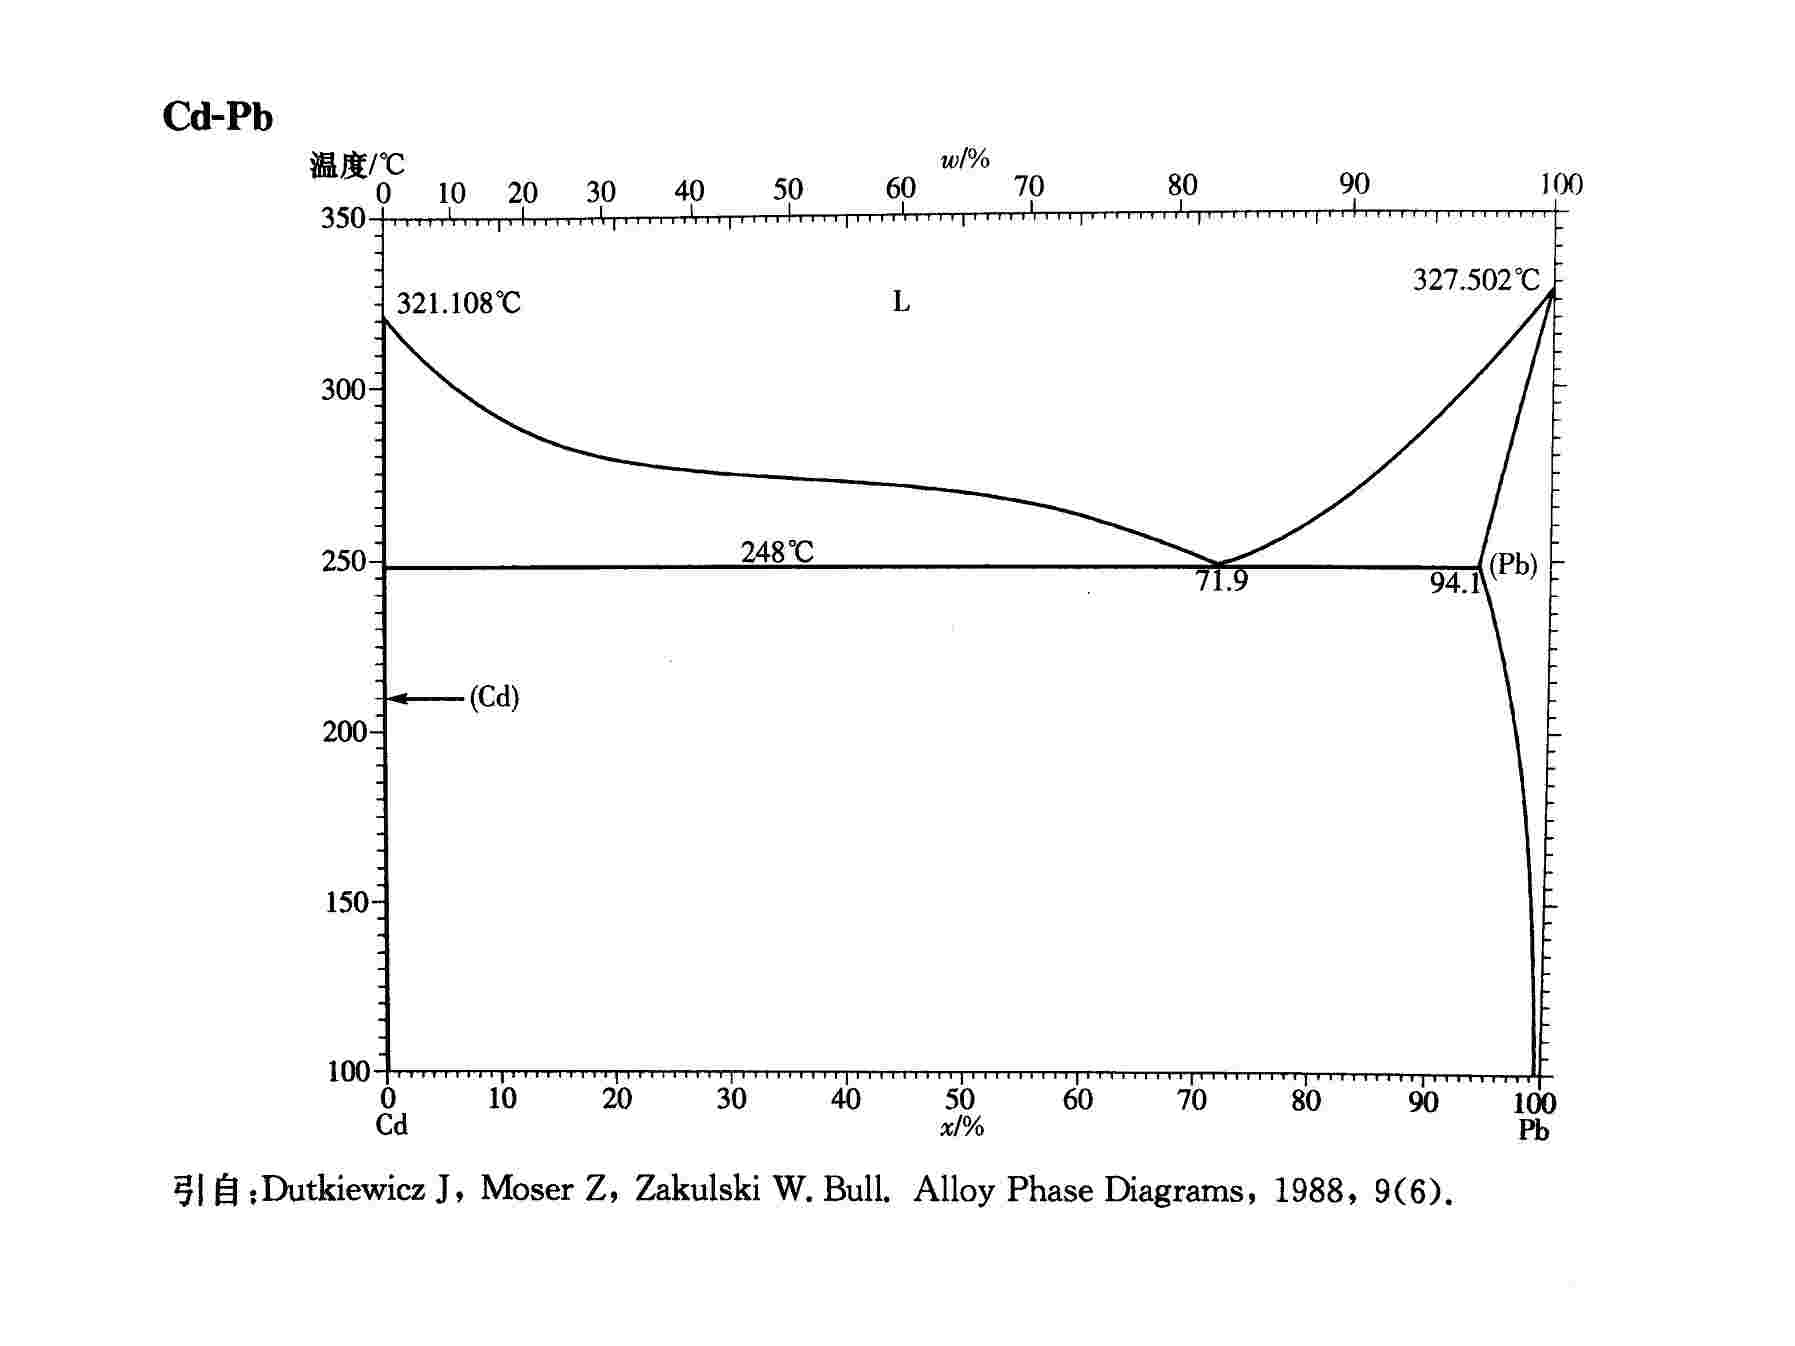 Cd-Pb
温度/℃
w/%
0 10 20 30 40 50 60 70 80 90 100
350
327.502℃
321.108℃
L
300
248℃
250
(Pb)
71.9
94.1
(Cd)
200
150
100
0 10 20 30 40 50 60 70 80 90 100
Cd
x/%
Pb
引自:Dutkiewicz J, Moser Z, Zakulski W. Bull. Alloy Phase Diagrams, 1988, 9(6).